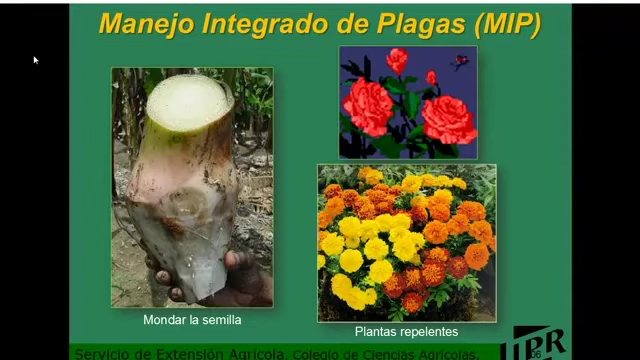 Manejo Integrado de Plagas (MIP)
Mondar la semilla
Plantas repelentes
Servicio de Extensión Agrícola, Colegio de Ciencias Agrícolas,
UPR